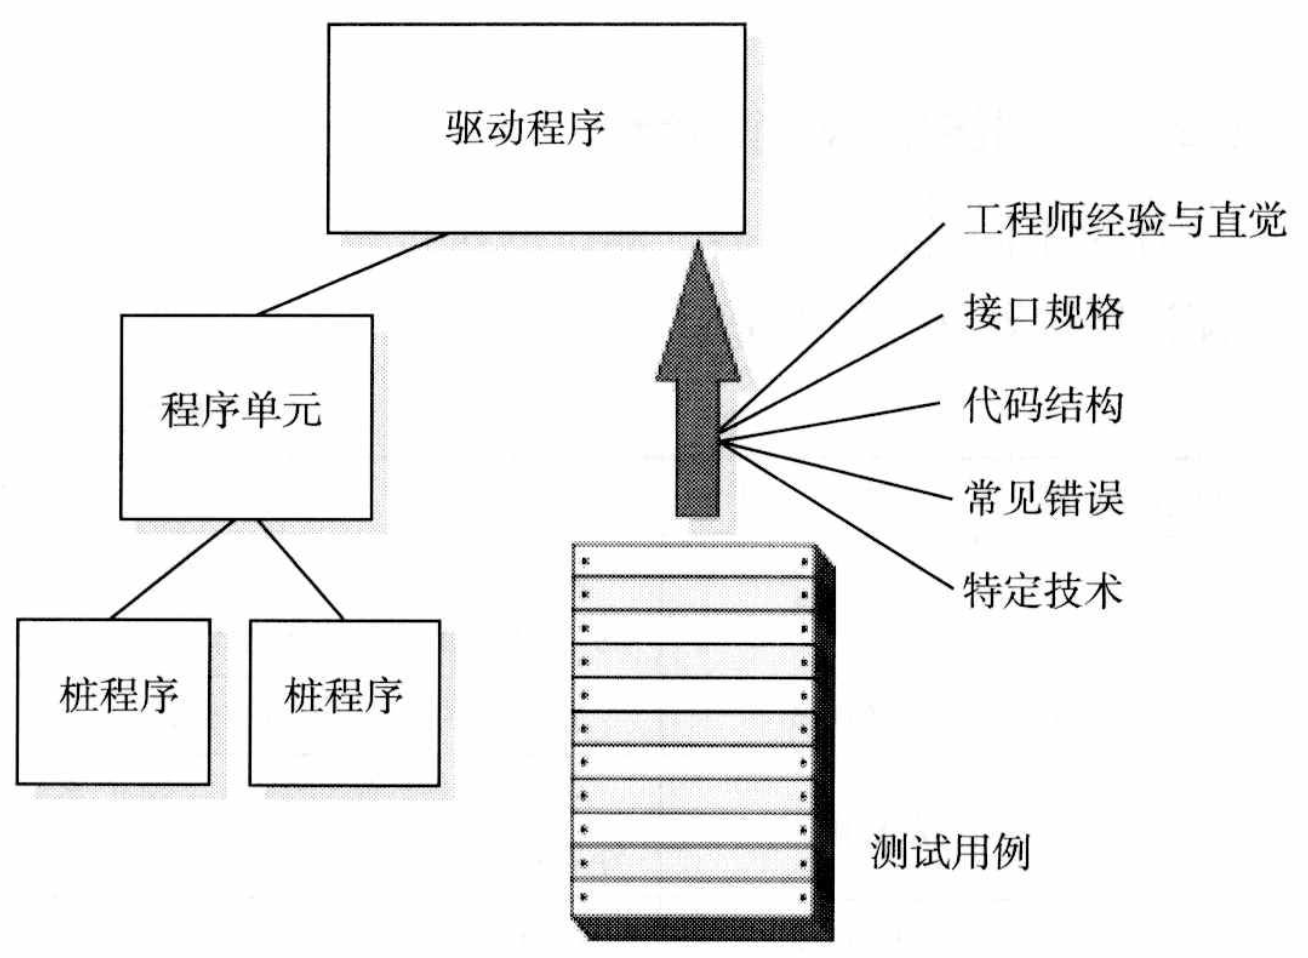 驱动程序
工程师经验与直觉
接口规格
程序单元
代码结构
常见错误
特定技术
桩程序
桩程序
测试用例